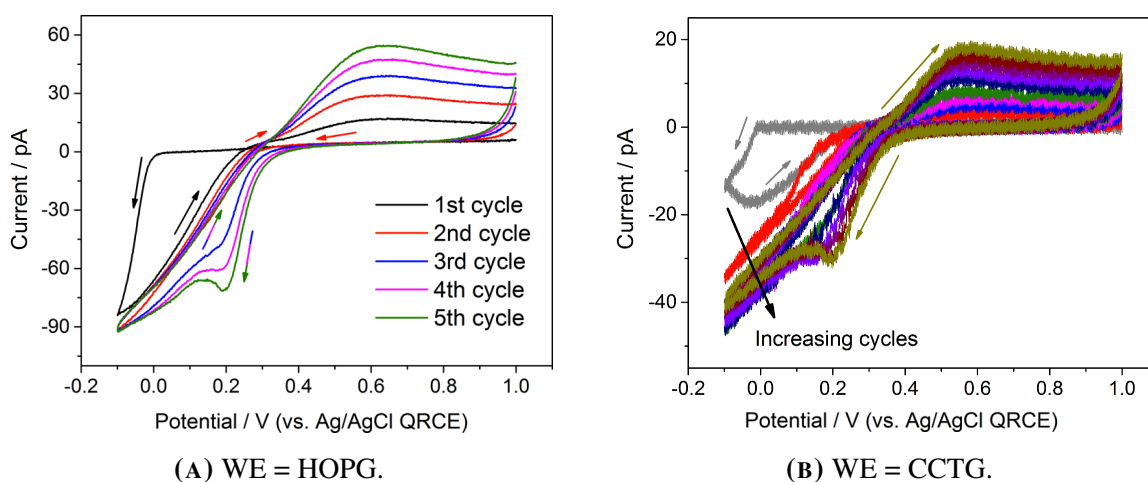 A.
60
30
0
-30
-60
-90
Current / pA
1st cycle
2nd cycle
3rd cycle
4th cycle
5th cycle
-0.2 0.0 0.2 0.4 0.6 0.8 1.0
Potential / V (vs. Ag/AgCl QRCE)
(A) WE = HOPG.
B.
20
0
-20
-40
Current / pA
Increasing cycles
-0.2 0.0 0.2 0.4 0.6 0.8 1.0
Potential / V (vs. Ag/AgCl QRCE)
(B) WE = CCTG.